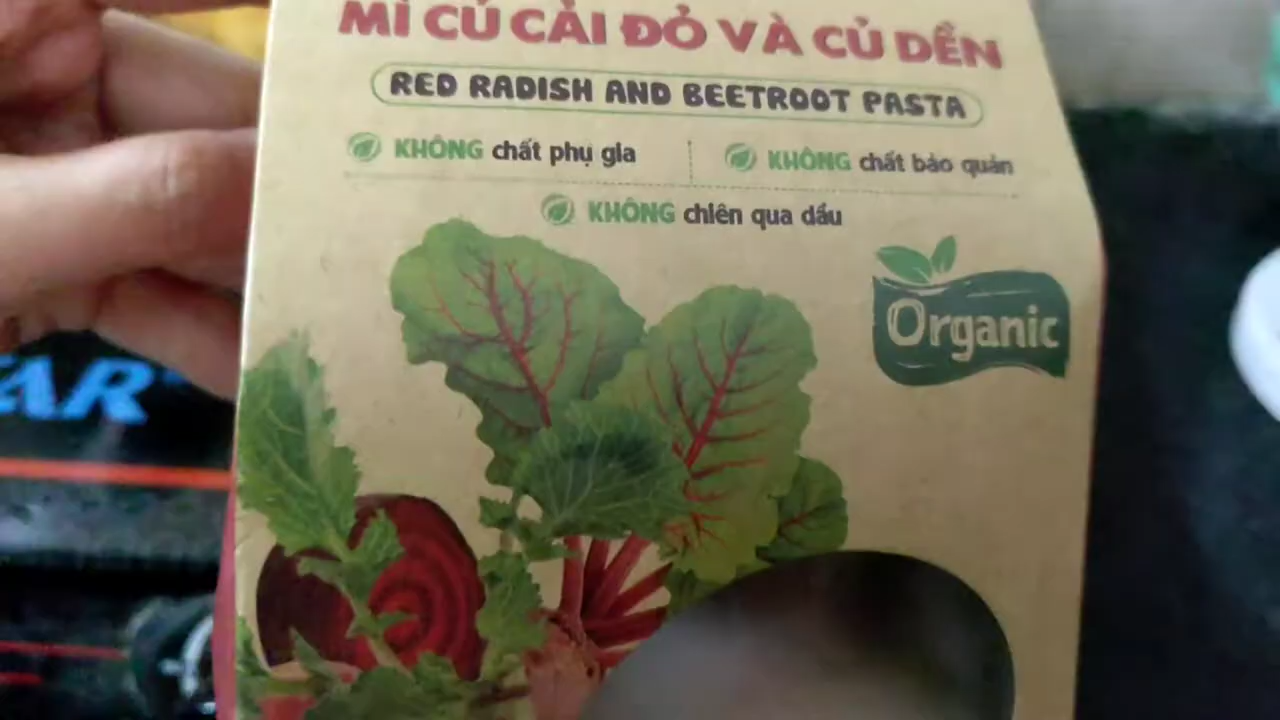 MÌ CỦ CẢI ĐỎ VÀ CỦ DỀN
RED RADISH AND BEETROOT PASTA
KHÔNG chất phụ gia
KHÔNG chất bảo quản
KHÔNG chiên qua dầu
Organic
AR